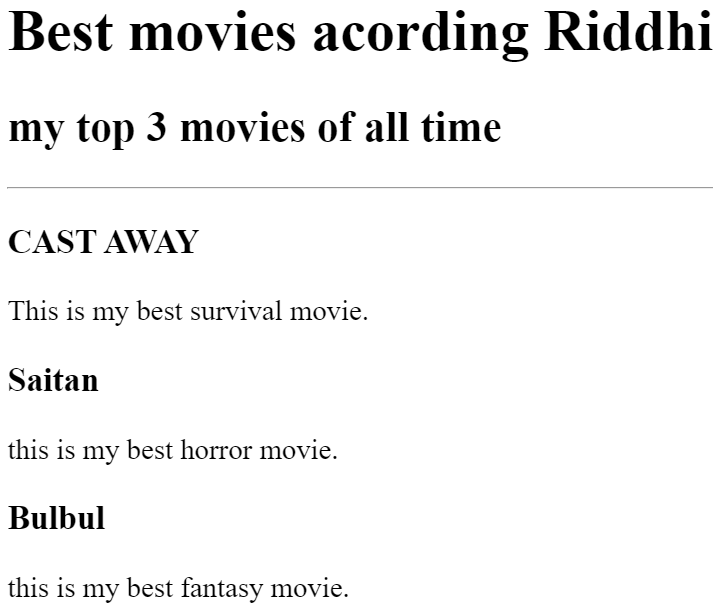 Best movies acording Riddhi
my top 3 movies of all time
CAST AWAY
This is my best survival movie.
Saitan
this is my best horror movie.
Bulbul
this is my best fantasy movie.